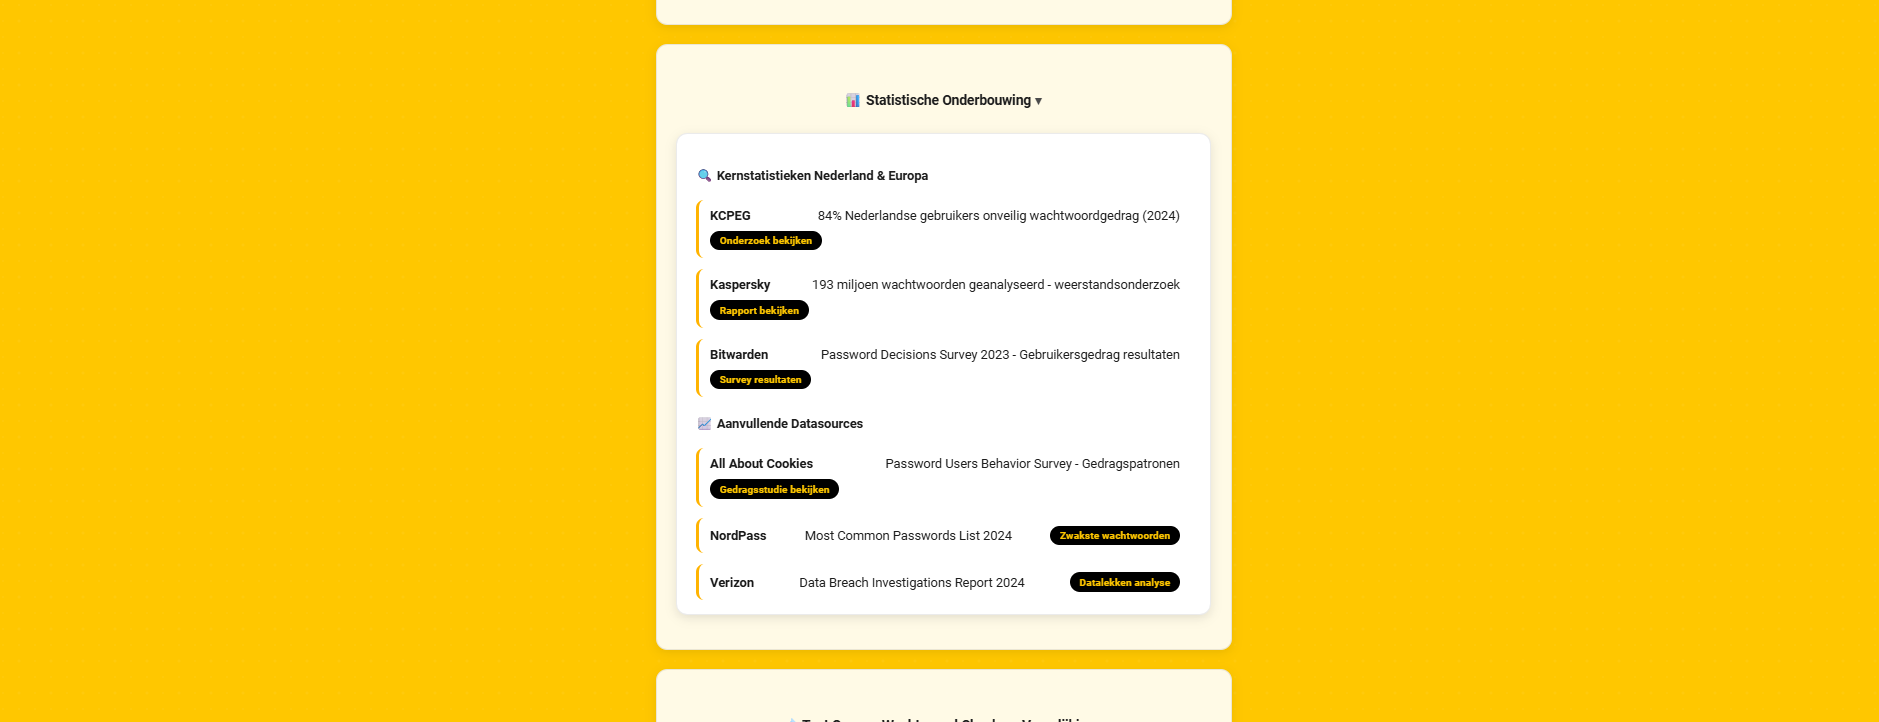 Statistische Onderbouwing ▾
Kernstatistieken Nederland & Europa
KCPEG 84% Nederlandse gebruikers onveilig wachtwoordgedrag (2024)
Onderzoek bekijken
Kaspersky 193 miljoen wachtwoorden geanalyseerd - weerstandsonderzoek
Rapport bekijken
Bitwarden Password Decisions Survey 2023 - Gebruikersgedrag resultaten
Survey resultaten
Aanvullende Datasources
All About Cookies Password Users Behavior Survey - Gedragspatronen
Gedragsstudie bekijken
NordPass Most Common Passwords List 2024 Zwakste wachtwoorden
Verizon Data Breach Investigations Report 2024 Datalekken analyse